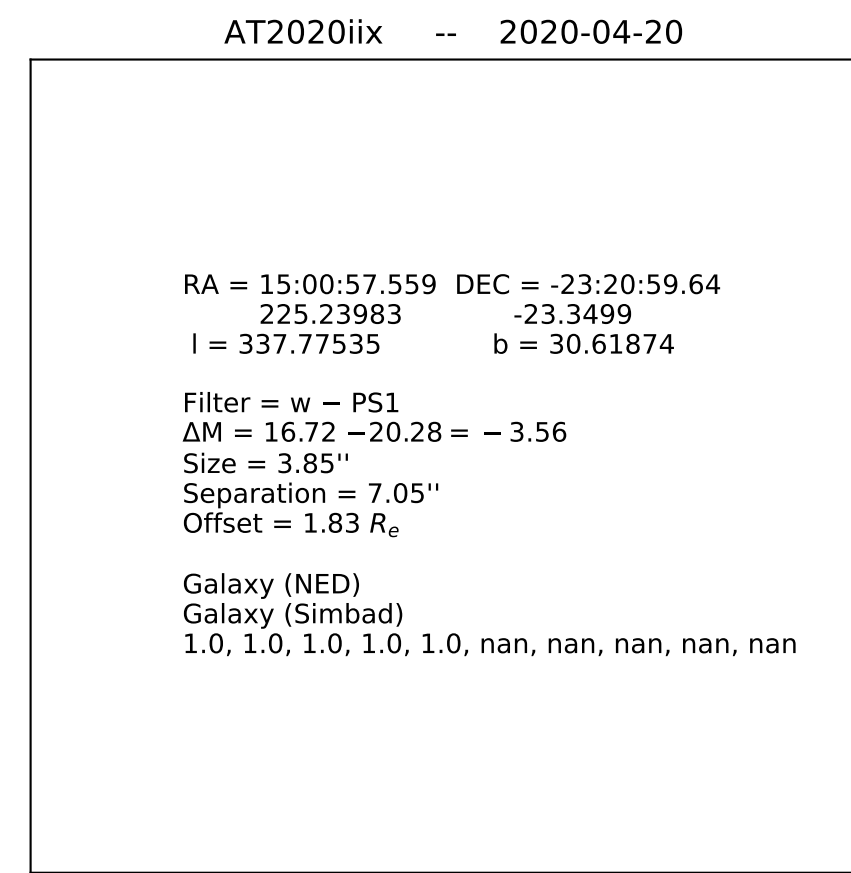 AT2020iix -- 2020-04-20
RA = 15:00:57.559 DEC = -23:20:59.64
225.23983 -23.3499
l = 337.77535 b = 30.61874
Filter = w − PS1
ΔM = 16.72 −20.28 = − 3.56
Size = 3.85''
Separation = 7.05''
Offset = 1.83 Re
Galaxy (NED)
Galaxy (Simbad)
1.0, 1.0, 1.0, 1.0, 1.0, nan, nan, nan, nan, nan